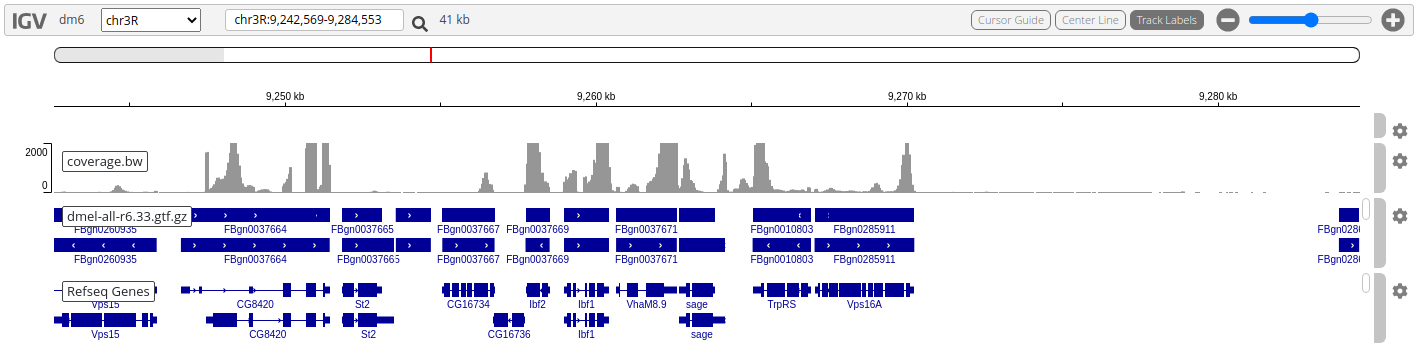 IGV dm6 chr3R chr3R:9,242,569-9,284,553 41 kb Cursor Guide Center Line Track Labels
9,250 kb 9,260 kb 9,270 kb 9,280 kb
2000
coverage.bw
0
dmel-all-r6.33.gtf.gz
FBgn0260935 FBgn0037664 FBgn0037665 FBgn0037667 FBgn0037669 FBgn0037671 FBgn0010803 FBgn0285911 FBgn028
FBgn0260935 FBgn0037664 FBgn0037665 FBgn0037667 FBgn0037669 FBgn0037671 FBgn0010803 FBgn0285911 FBgn028
Refseq Genes
Vps15 CG8420 St2 CG16734 Ibf2 Ibf1 VhaM8.9 sage TrpRS Vps16A
Vps15 CG8420 St2 CG16736 Ibf1 sage